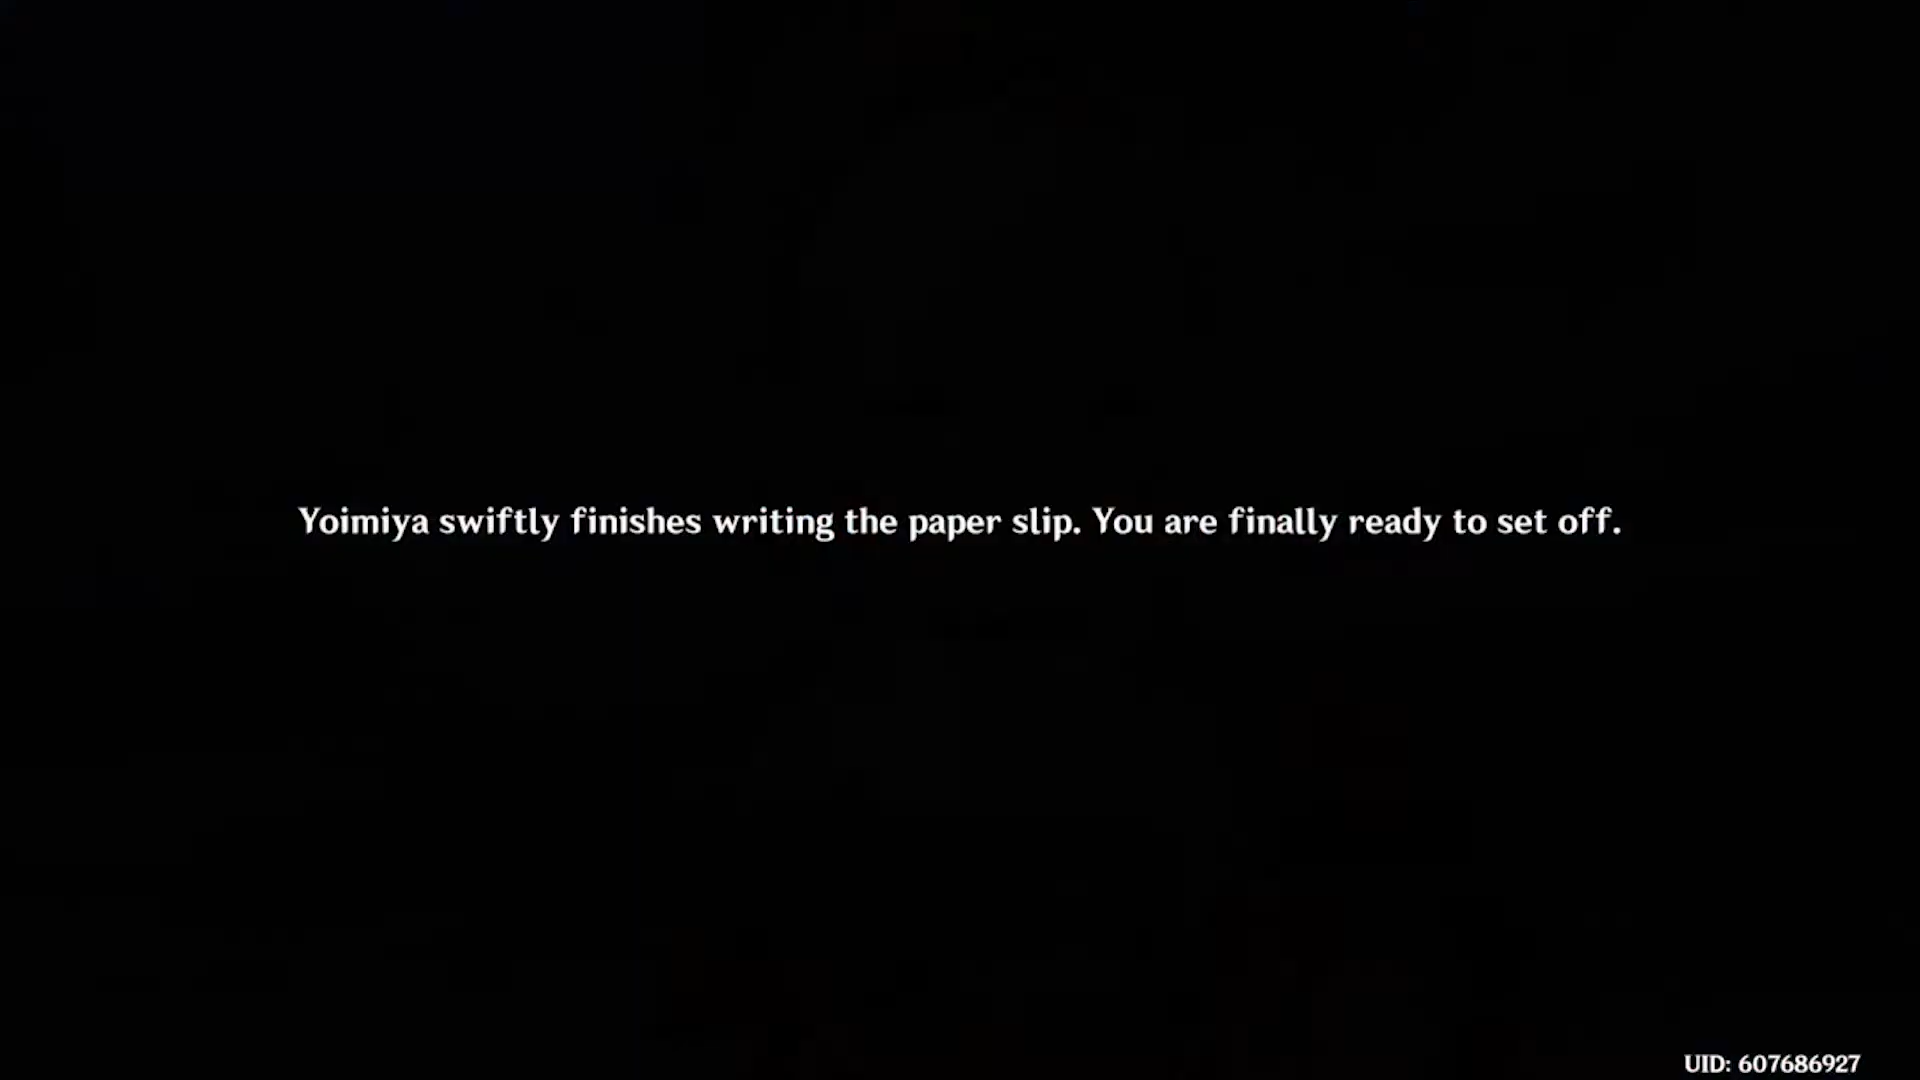 Yoimiya swiftly finishes writing the paper slip. You are finally ready to set off.
UID: 607686927